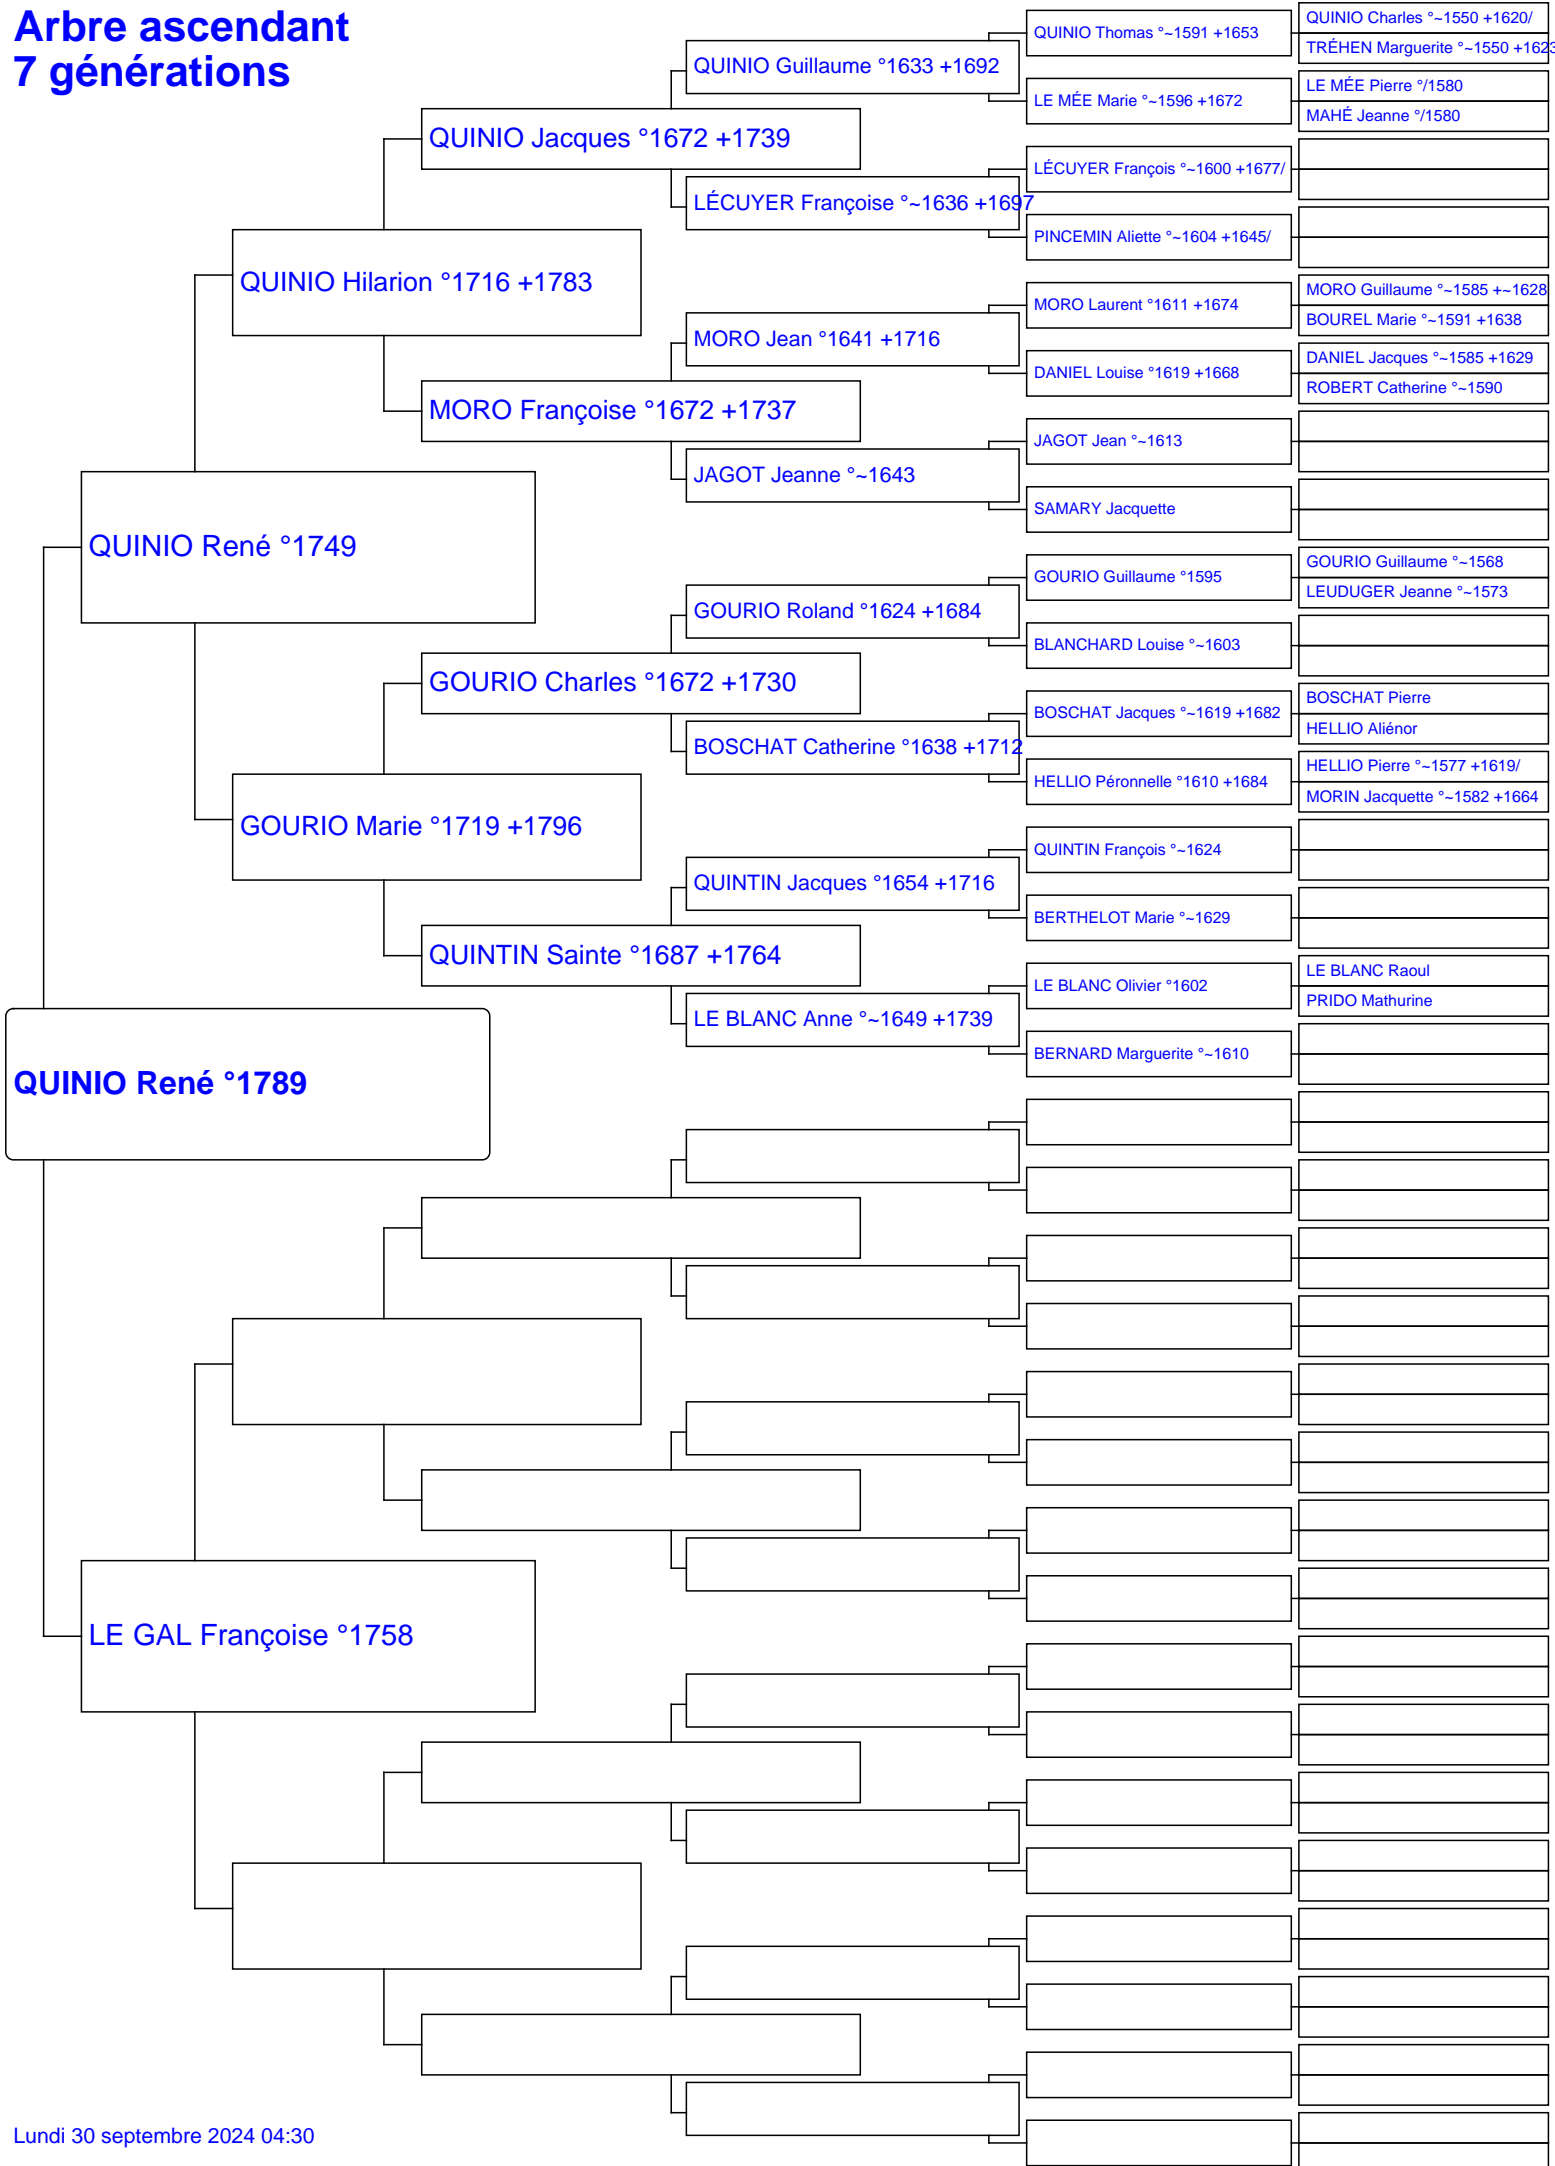 Arbre ascendant
7 générations
QUINIO René °1789
QUINIO René °1749
LE GAL Françoise °1758
QUINIO Hilarion °1716 +1783
GOURIO Marie °1719 +1796
QUINIO Jacques °1672 +1739
MORO Françoise °1672 +1737
GOURIO Charles °1672 +1730
QUINTIN Sainte °1687 +1764
QUINIO Guillaume °1633 +1692
LÉCUYER Françoise °~1636 +1697
MORO Jean °1641 +1716
JAGOT Jeanne °~1643
GOURIO Roland °1624 +1684
BOSCHAT Catherine °1638 +1712
QUINTIN Jacques °1654 +1716
LE BLANC Anne °~1649 +1739
QUINIO Thomas °~1591 +1653
LE MÉE Marie °~1596 +1672
LÉCUYER François °~1600 +1677/
PINCEMIN Aliette °~1604 +1645/
MORO Laurent °1611 +1674
DANIEL Louise °1619 +1668
JAGOT Jean °~1613
SAMARY Jacquette
GOURIO Guillaume °1595
BLANCHARD Louise °~1603
BOSCHAT Jacques °~1619 +1682
HELLIO Péronnelle °1610 +1684
QUINTIN François °~1624
BERTHELOT Marie °~1629
LE BLANC Olivier °1602
BERNARD Marguerite °~1610
QUINIO Charles °~1550 +1620/
TRÉHEN Marguerite °~1550 +1623
LE MÉE Pierre °/1580
MAHÉ Jeanne °/1580
MORO Guillaume °~1585 +~1628
BOUREL Marie °~1591 +1638
DANIEL Jacques °~1585 +1629
ROBERT Catherine °~1590
GOURIO Guillaume °~1568
LEUDUGER Jeanne °~1573
BOSCHAT Pierre
HELLIO Aliénor
HELLIO Pierre °~1577 +1619/
MORIN Jacquette °~1582 +1664
LE BLANC Raoul
PRIDO Mathurine
Lundi 30 septembre 2024 04:30